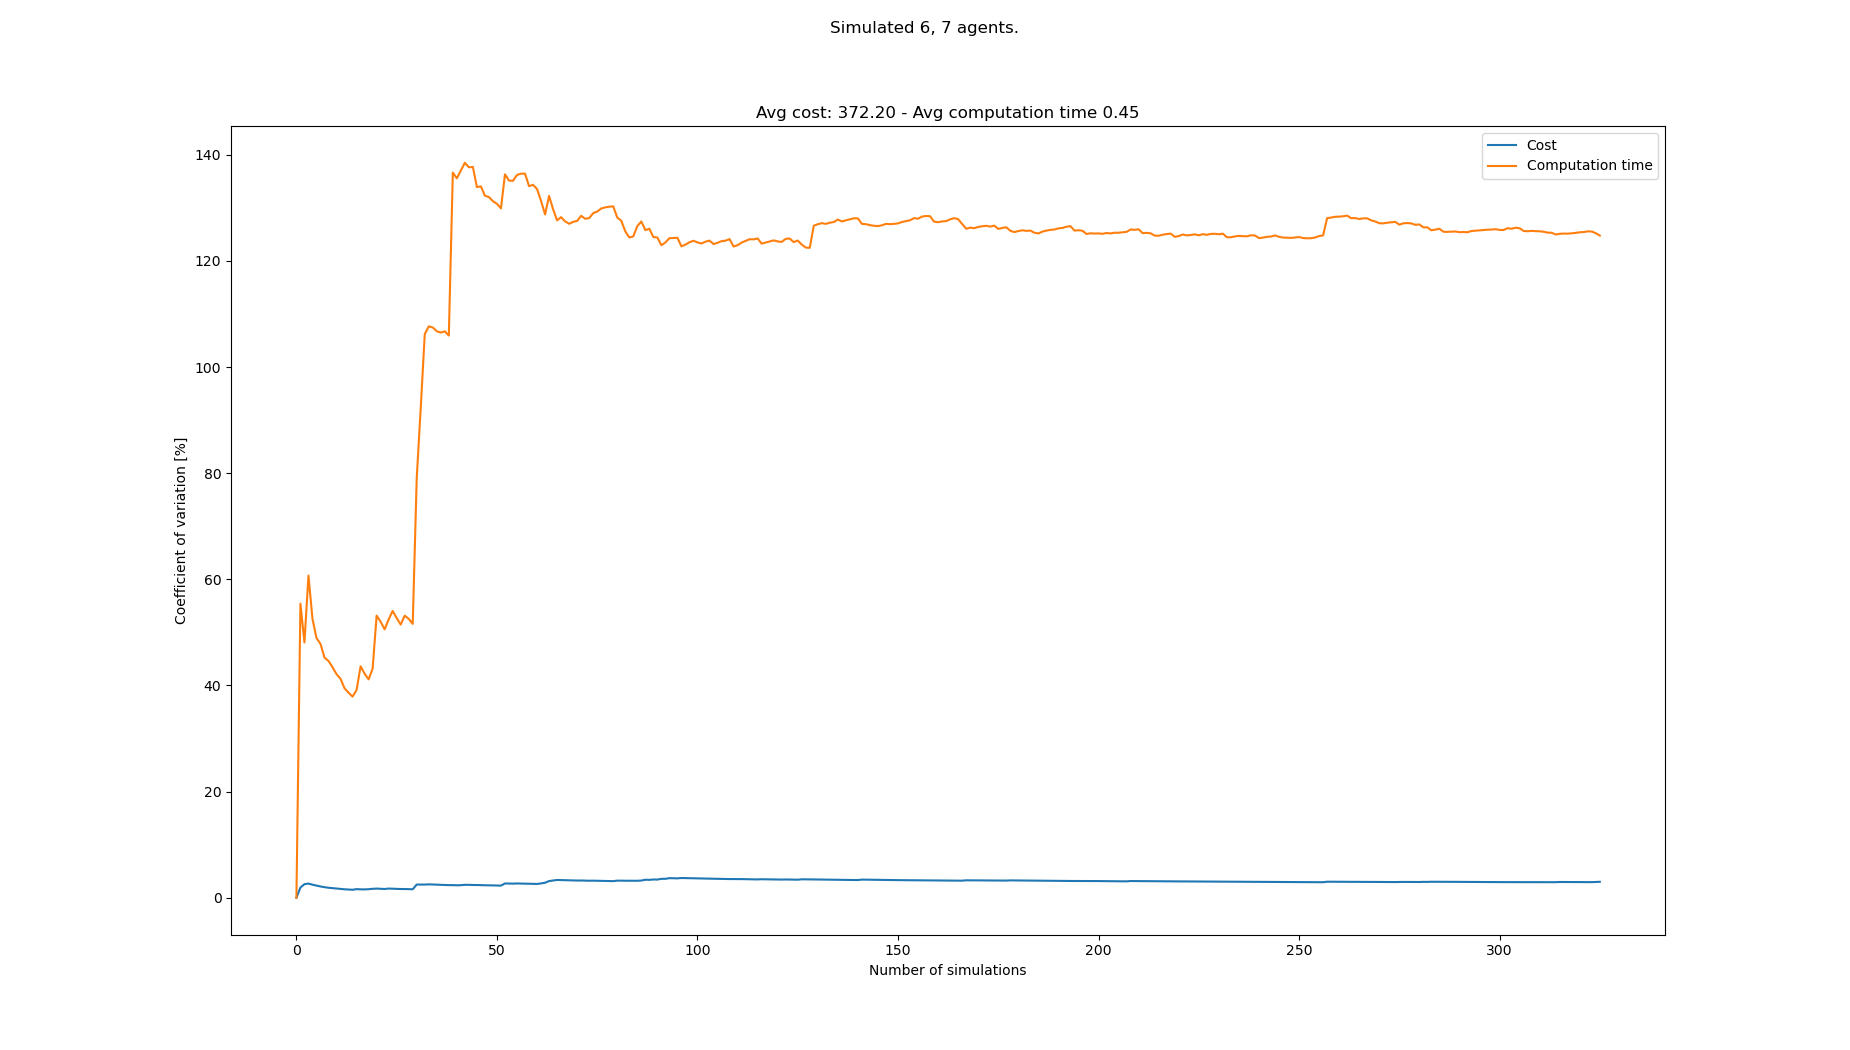 Simulated 6, 7 agents.
Avg cost: 372.20 - Avg computation time 0.45
Cost
Computation time
140
120
100
80
60
40
20
0
Coefficient of variation [%]
0 50 100 150 200 250 300
Number of simulations